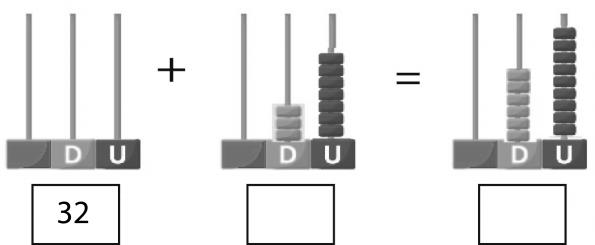 + =
D U D U D U
32